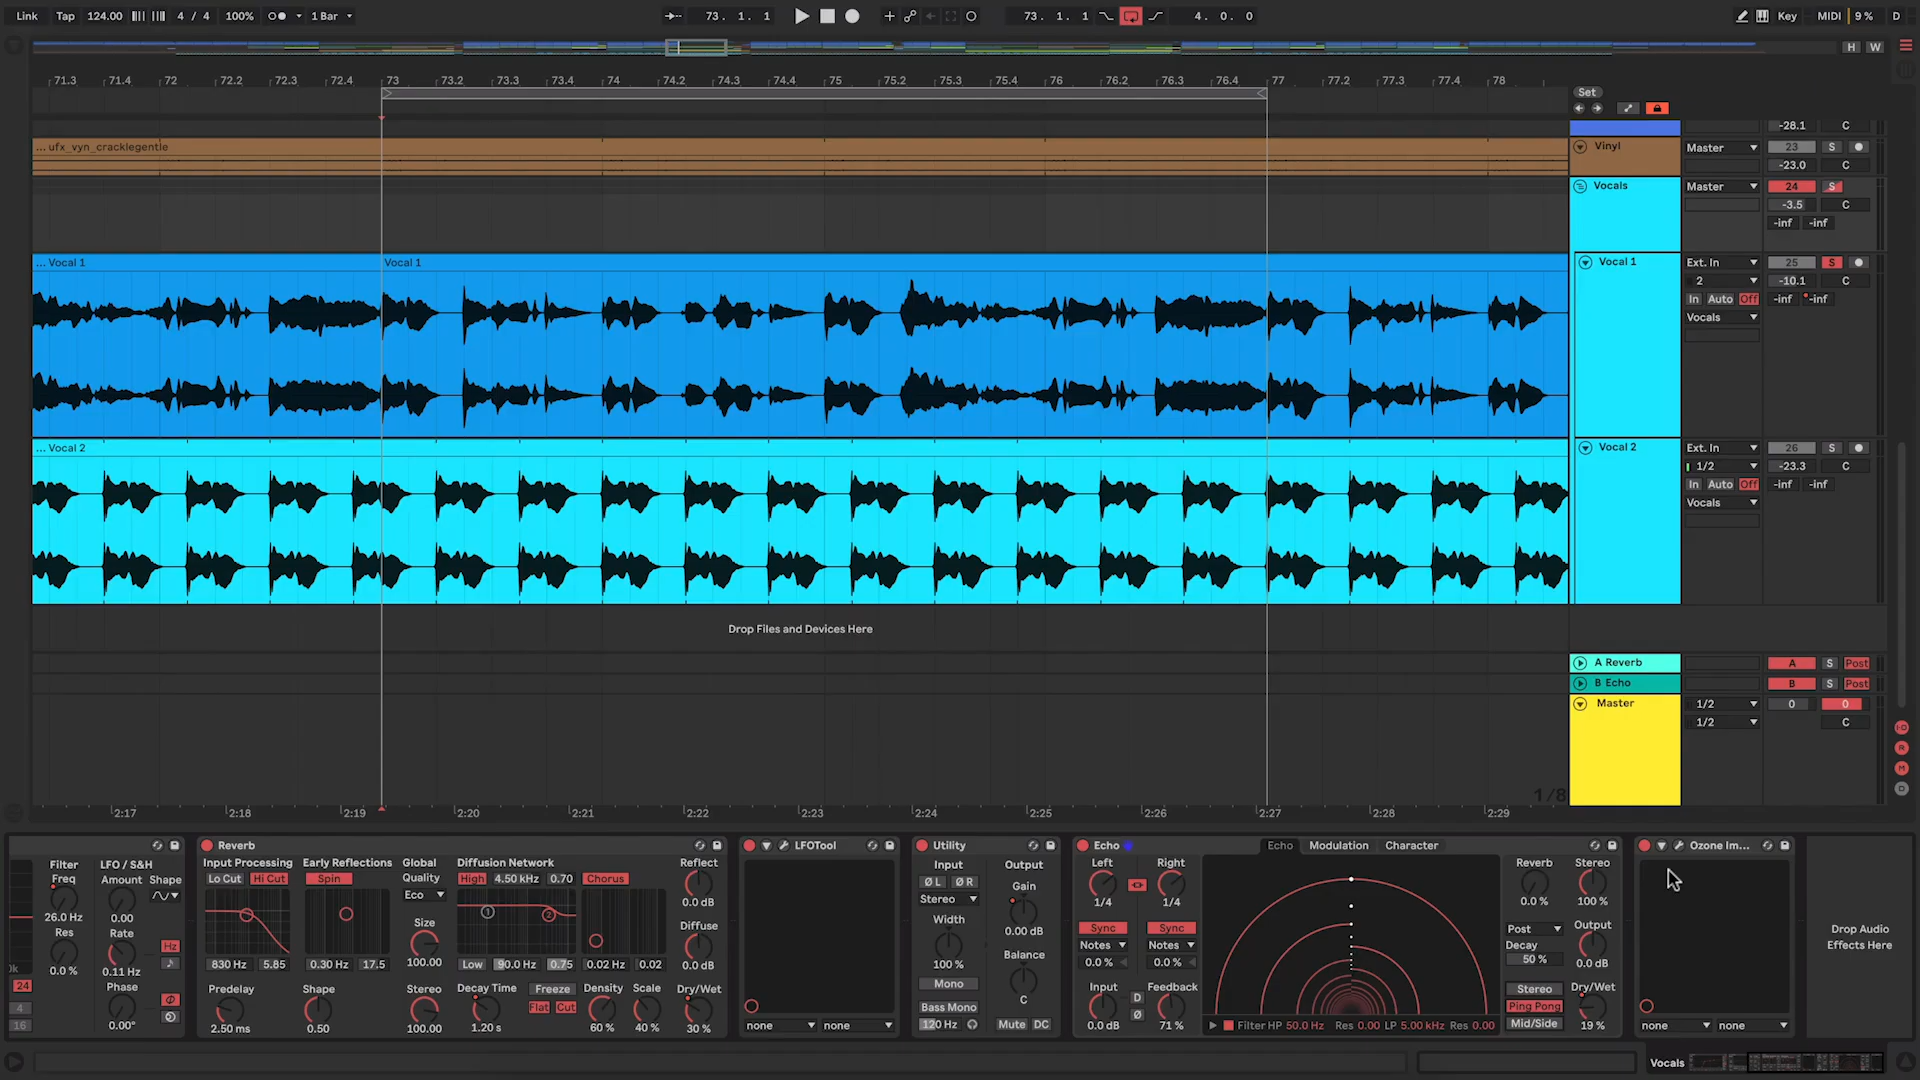 Link Tap 124.00 4 / 4 100% 1 Bar 73. 1. 1 73. 1. 1 4. 0. 0 Key MIDI 9 % D
H W
71.3 71.4 72 72.2 72.3 72.4 73 73.2 73.3 73.4 74 74.2 74.3 74.4 75 75.2 75.3 75.4 76 76.2 76.3 76.4 77 77.2 77.3 77.4 78
Set
-28.1 C
... ufx_vyn_cracklegentle Vinyl Master 23 S
-23.0 C
Vocals Master 24 S
-3.5 C
-inf -inf
... Vocal 1 Vocal 1 Vocal 1 Ext. In 25 S
2 -10.1 C
In Auto Off -inf -inf
Vocals
... Vocal 2 Vocal 2 Ext. In 26 S
1/2 -23.3 C
In Auto Off -inf -inf
Vocals
Drop Files and Devices Here
A Reverb A S Post
B Echo B S Post
Master 1/2 0 0
1/2 C
1/8
2:17 2:18 2:19 2:20 2:21 2:22 2:23 2:24 2:25 2:26 2:27 2:28 2:29
Filter
Freq
26.0 Hz
Res
0.0 %
LFO / S&H
Amount Shape
0.00
Rate
0.11 Hz
Hz
Phase
0.00°
24
4
16
Reverb
Input Processing
Lo Cut Hi Cut
830 Hz 5.85
Predelay
2.50 ms
Early Reflections
Spin
0.30 Hz 17.5
Shape
0.50
Global
Quality
Eco
Size
100.00
Stereo
100.00
Diffusion Network
High 4.50 kHz 0.70 Chorus
1 2
Low 90.0 Hz 0.75 0.02 Hz 0.02
Decay Time Freeze Density Scale
Flat Cut
1.20 s 60 % 40 %
Reflect
0.0 dB
Diffuse
0.0 dB
Dry/Wet
30 %
LFOTool
none none
Utility
Input
Ø L Ø R
Stereo
Width
100 %
Mono
Bass Mono
120 Hz
Output
Gain
0.00 dB
Balance
C
Mute DC
Echo Echo Modulation Character
Left Right
1/4 1/4
Sync Sync
Notes Notes
0.0 % 0.0 %
Input Feedback
D
Ø
0.0 dB 71 %
Filter HP 50.0 Hz Res 0.00 LP 5.00 kHz Res 0.00
Reverb Stereo
0.0 % 100 %
Post Output
Decay
50 % 0.0 dB
Stereo Dry/Wet
Ping Pong
Mid/Side 19 %
Ozone Im...
none none
Drop Audio
Effects Here
Vocals